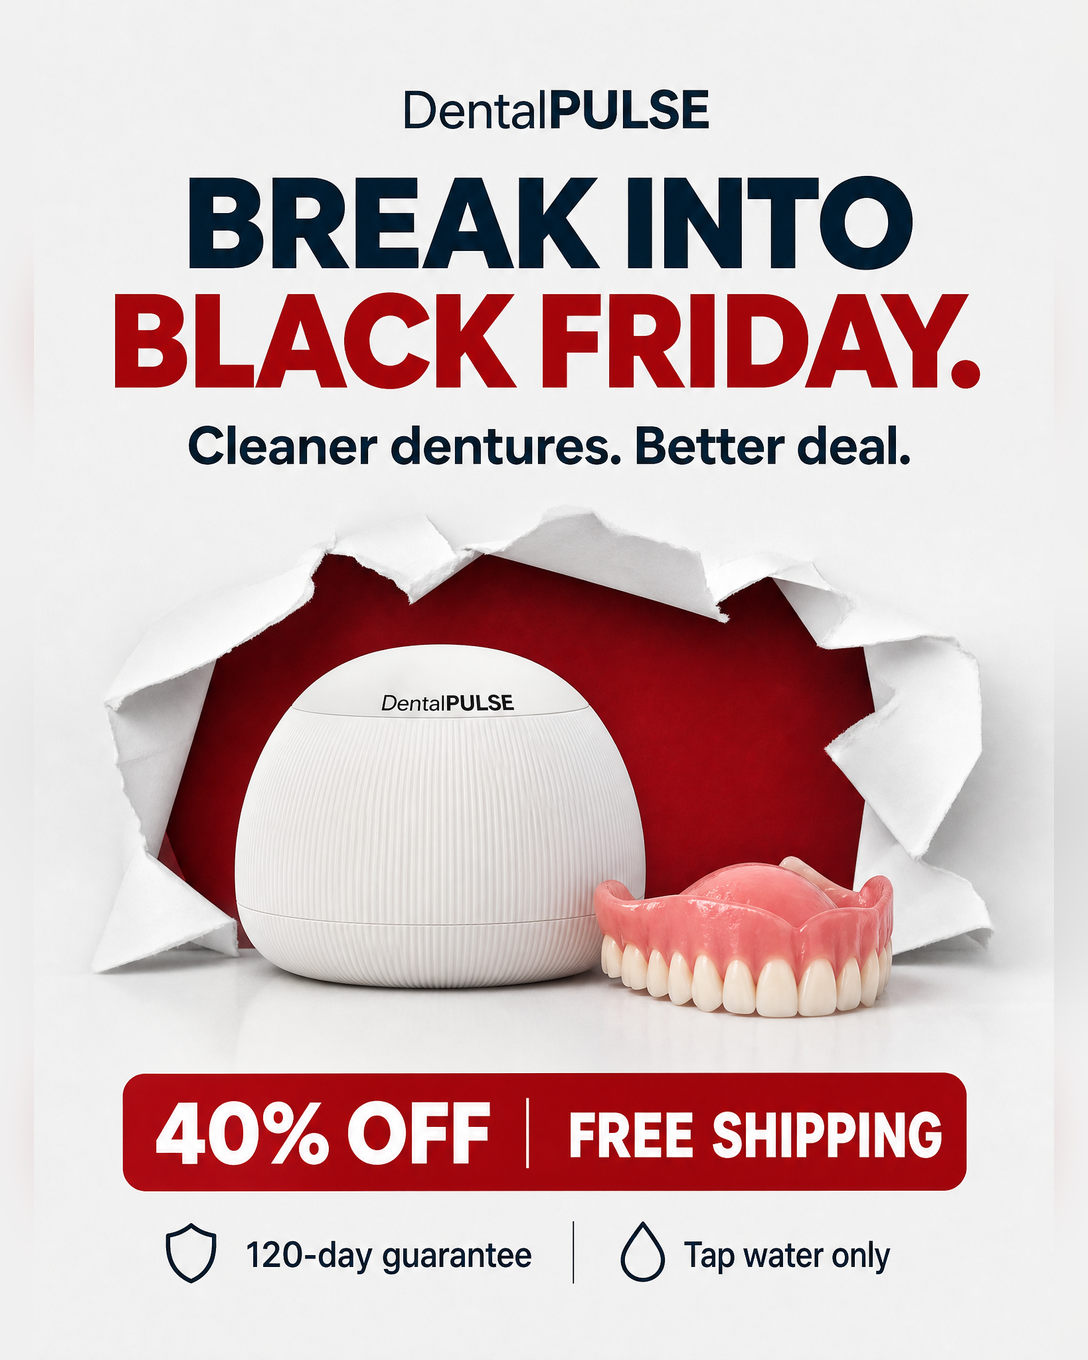 DentalPULSE
BREAK INTO
BLACK FRIDAY.
Cleaner dentures. Better deal.
DentalPULSE
40% OFF | FREE SHIPPING
120-day guarantee | Tap water only